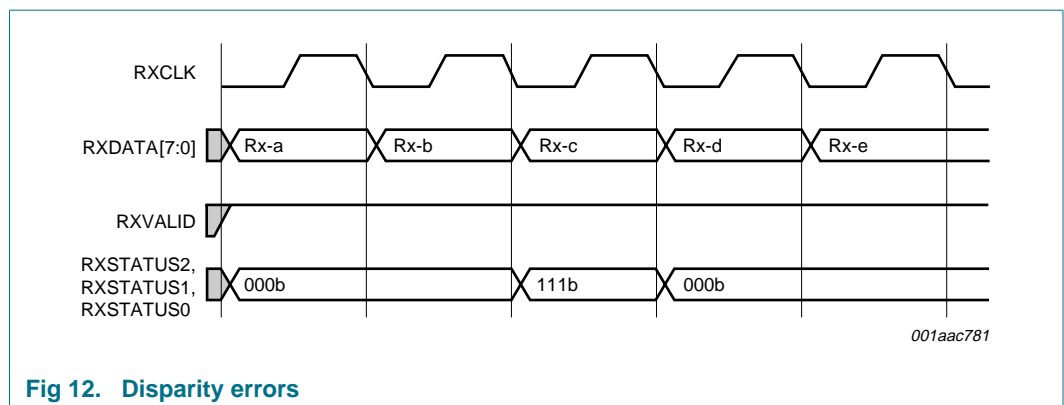 RXCLK
RXDATA[7:0]
Rx-a
Rx-b
Rx-c
Rx-d
Rx-e
RXVALID
RXSTATUS2,
RXSTATUS1,
RXSTATUS0
000b
111b
000b
001aac781
Fig 12. Disparity errors